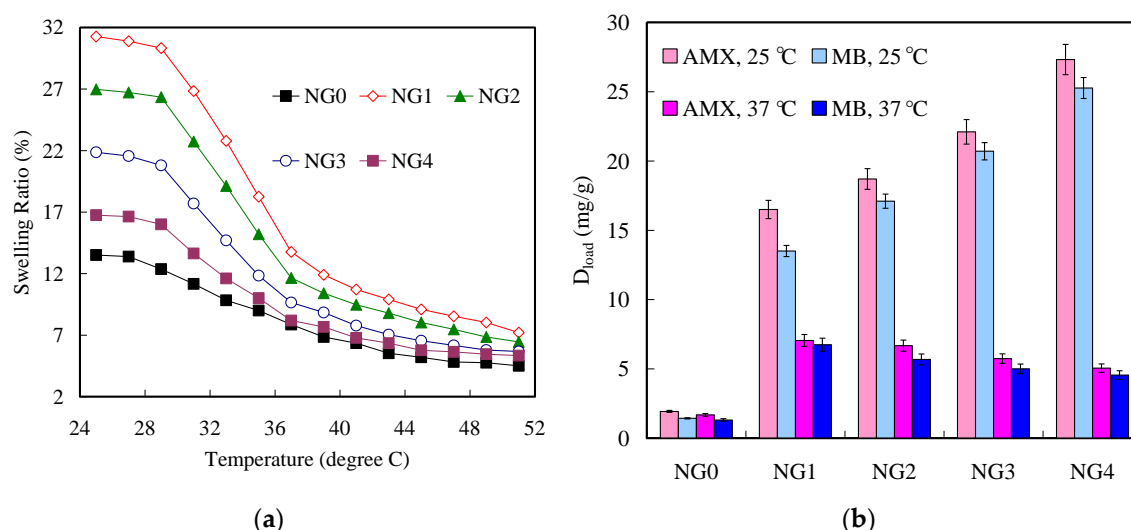 32
27
22
17
12
7
2
Swelling Ratio (%)
NG0 NG1 NG2
NG3 NG4
24 28 32 36 40 44 48 52
Temperature (degree C)
(a)
30
25
20
15
10
5
0
Dload (mg/g)
AMX, 25 ℃ MB, 25 ℃
AMX, 37 ℃ MB, 37 ℃
NG0 NG1 NG2 NG3 NG4
(b)